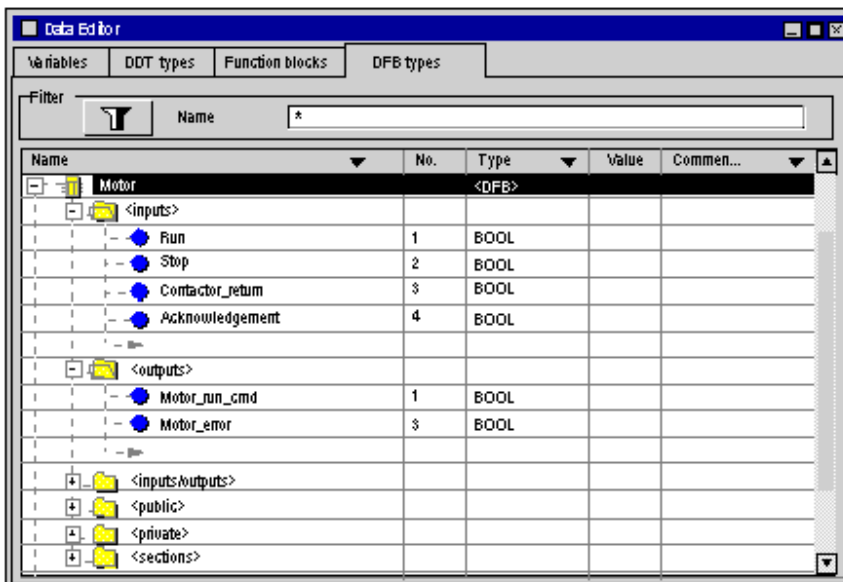 Data Editor
Variables DDT types Function blocks DFB types
Filter
Name *
Name No. Type Value Commen...
Motor <DFB>
<inputs>
Run 1 BOOL
Stop 2 BOOL
Contactor_return 3 BOOL
Acknowledgement 4 BOOL
<outputs>
Motor_run_cmd 1 BOOL
Motor_error 3 BOOL
<inputs/outputs>
<public>
<private>
<sections>